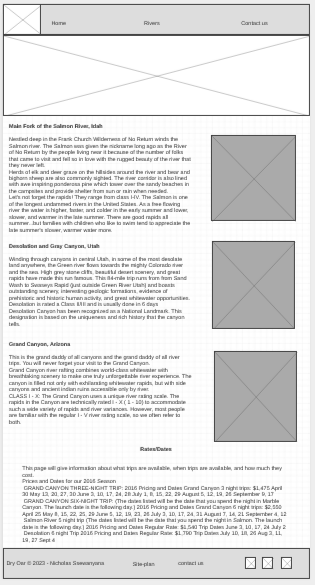 Home Rivers Contact us
Main Fork of the Salmon River, Idah
Nestled deep in the Frank Church Wilderness of No Return winds the
Salmon river. The Salmon was given the nickname long ago as the River
of No Return by the people living near it because of the number of folks
that came to visit and fell so in love with the rugged beauty of the river that
they never left.
Herds of elk and deer graze on the hillsides around the river and bear and
bighorn sheep are also commonly sighted. The river corridor is also lined
with awe inspiring ponderosa pine which tower over the sandy beaches in
the campsites and provide shelter from sun or rain when needed.
Let's not forget the rapids! They range from class I-IV. The Salmon is one
of the longest undammed rivers in the United States. As a free flowing
river the water is higher, faster, and colder in the early summer and lower,
slower, and warmer in the late summer. There are good rapids all
summer...but families with children who like to swim tend to appreciate the
late summer's slower, warmer water more.
Desolation and Gray Canyon, Utah
Winding through canyons in central Utah, in some of the most desolate
land anywhere, the Green river flows towards the mighty Colorado river
and the sea. High grey stone cliffs, beautiful desert scenery, and great
rapids have made this run famous. This 84-mile trip runs from from Sand
Wash to Swaseys Rapid (just outside Green River Utah) and boasts
outstanding scenery, interesting geologic formations, evidence of
prehistoric and historic human activity, and great whitewater opportunities.
Desolation is rated a Class II/III and is usually done in 6 days
Desolation Canyon has been recognized as a National Landmark. This
designation is based on the uniqueness and rich history that the canyon
tells.
Grand Canyon, Arizona
This is the grand daddy of all canyons and the grand daddy of all river
trips. You will never forget your visit to the Grand Canyon.
Grand Canyon river rafting combines world-class whitewater with
breathtaking scenery to make one truly unforgettable river experience. The
canyon is filled not only with exhilarating whitewater rapids, but with side
canyons and ancient indian ruins accessible only by river.
CLASS I - X: The Grand Canyon uses a unique river rating scale. The
rapids in the Canyon are technically rated I - X ( 1 - 10) to accommodate
such a wide variety of rapids and river variances. However, most people
are familiar with the regular I - V river rating scale, so we often refer to
both.
Rates/Dates
This page will give information about what trips are available, when trips are available, and how much they
cost.
Prices and Dates for our 2016 Season
GRAND CANYON THREE-NIGHT TRIP: 2016 Pricing and Dates Grand Canyon 3 night trips: $1,475 April
30 May 13, 20, 27, 30 June 3, 10, 17, 24, 28 July 1, 8, 15, 22, 29 August 5, 12, 19, 26 September 9, 17
GRAND CANYON SIX-NIGHT TRIP: (The dates listed will be the date that you spend the night in Marble
Canyon. The launch date is the following day.) 2016 Pricing and Dates Grand Canyon 6 night trips: $2,550
April 25 May 8, 15, 22, 25, 29 June 5, 12, 19, 23, 26 July 3, 10, 17, 24, 31 August 7, 14, 21 September 4, 12
Salmon River 5 night trip (The dates listed will be the date that you spend the night in Salmon. The launch
date is the following day.) 2016 Pricing and Dates Regular Rate: $1,540 Trip Dates June 3, 10, 17, 24, July 2
Desolation 6 night Trip 2016 Pricing and Dates Regular Rate: $1,790 Trip Dates July 10, 18, 26 Aug 3, 11,
19, 27 Sept 4
Dry Oar © 2023 - Nicholas Sawwanyana Site-plan contact us